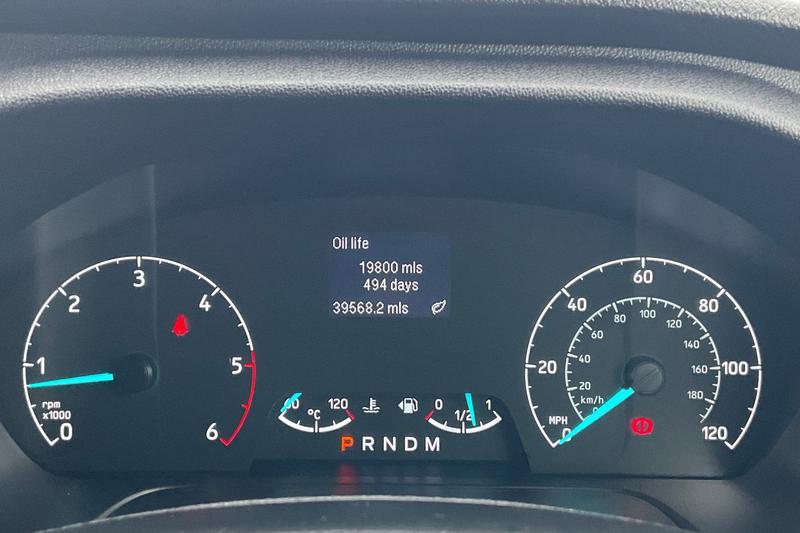 Oil life
19800 mls
494 days
39568.2 mls
0 1 2 3 4 5 6
rpm
x1000
120
°C
0 1/2 1
P R N D M
0 20 40 60 80 100 120
MPH
20 40 60 80 100 120 140 160 180
km/h